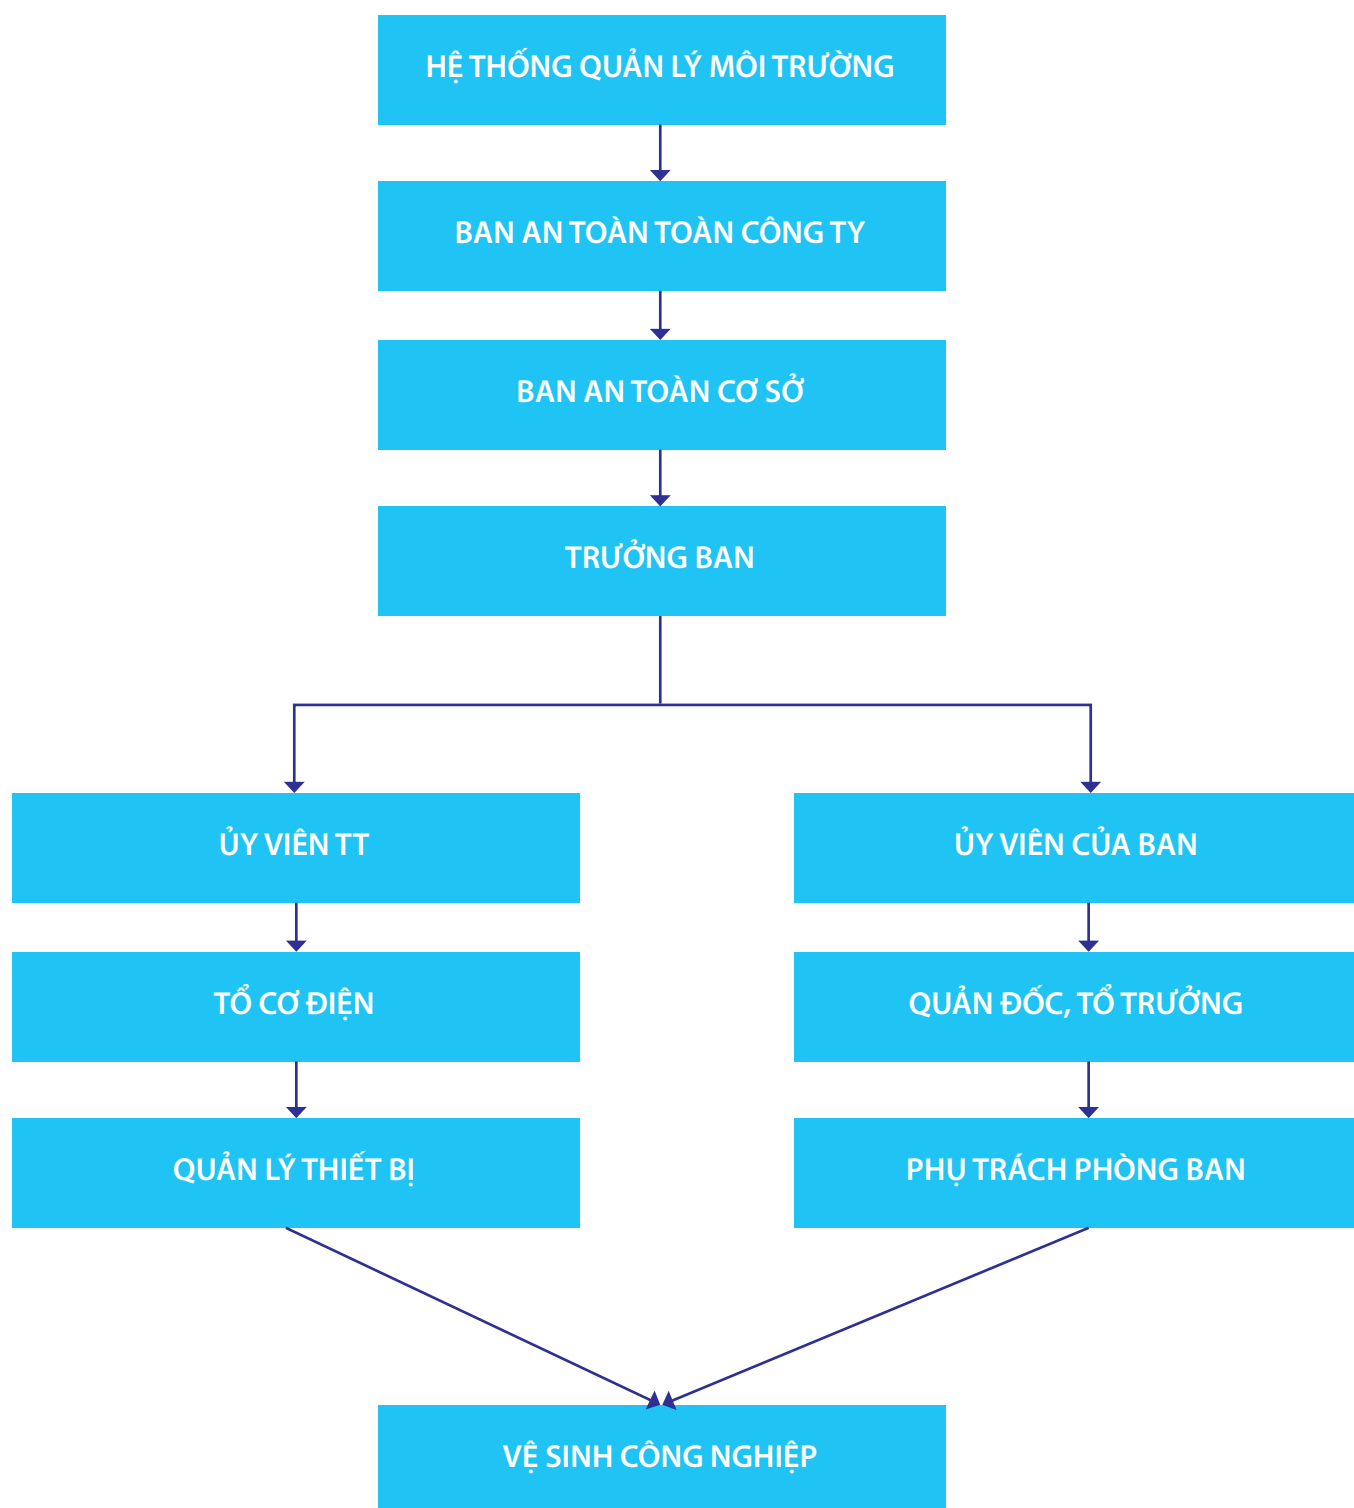 HỆ THỐNG QUẢN LÝ MÔI TRƯỜNG
BAN AN TOÀN TOÀN CÔNG TY
BAN AN TOÀN CƠ SỞ
TRƯỞNG BAN
ỦY VIÊN TT
ỦY VIÊN CỦA BAN
TỔ CƠ ĐIỆN
QUẢN ĐỐC, TỔ TRƯỞNG
QUẢN LÝ THIẾT BỊ
PHỤ TRÁCH PHÒNG BAN
VỆ SINH CÔNG NGHIỆP